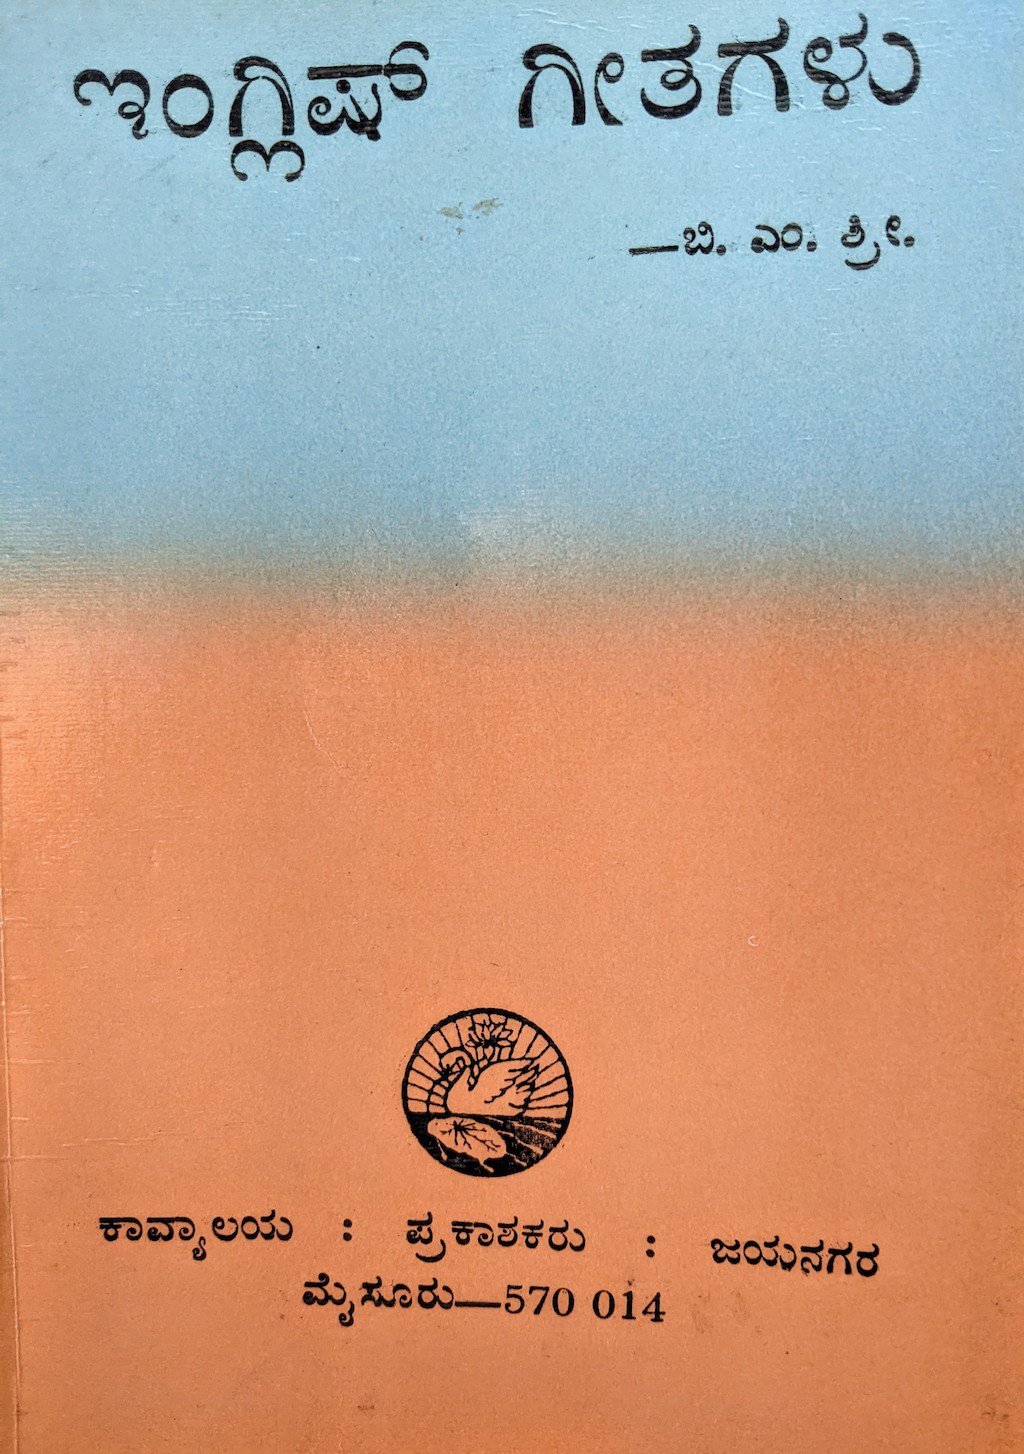 ಇಂಗ್ಲಿಷ್ ಗೀತಗಳು
—ಬಿ. ಎಂ. ಶ್ರೀ.
ಕಾವ್ಯಾಲಯ : ಪ್ರಕಾಶಕರು : ಜಯನಗರ
ಮೈಸೂರು—570 014